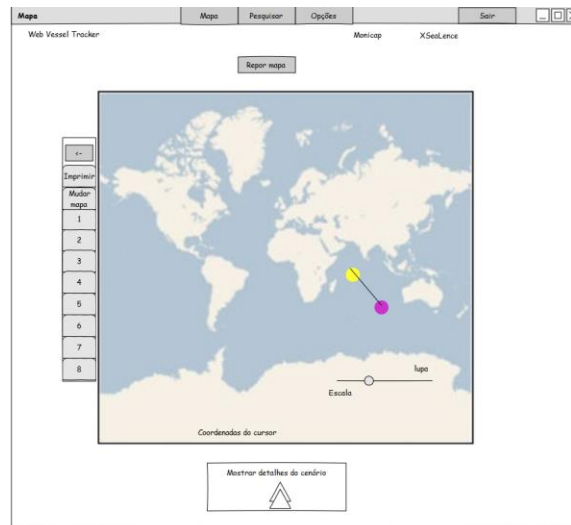 Mapa
Mapa
Pesquisar
Opções
Sair
Web Vessel Tracker
Monicap
XSeaLence
Repor mapa
<-
Imprimir
Mudar
mapa
1
2
3
4
5
6
7
8
lupa
Escala
Coordenadas do cursor
Mostrar detalhes do cenário